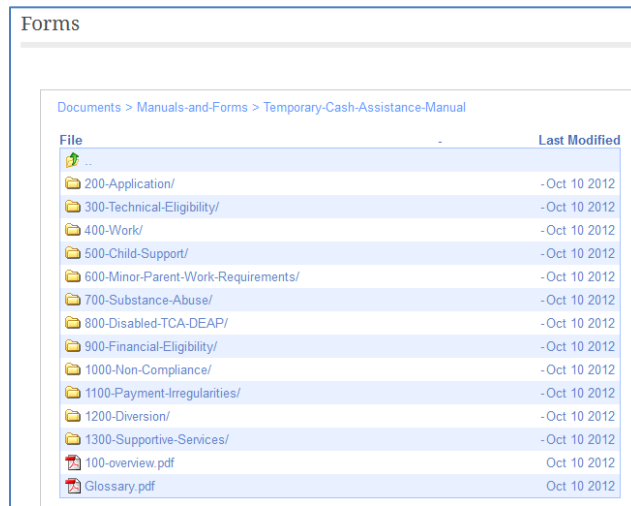 Forms
Documents > Manuals-and-Forms > Temporary-Cash-Assistance-Manual
File - Last Modified
..
200-Application/ - Oct 10 2012
300-Technical-Eligibility/ - Oct 10 2012
400-Work/ - Oct 10 2012
500-Child-Support/ - Oct 10 2012
600-Minor-Parent-Work-Requirements/ - Oct 10 2012
700-Substance-Abuse/ - Oct 10 2012
800-Disabled-TCA-DEAP/ - Oct 10 2012
900-Financial-Eligibility/ - Oct 10 2012
1000-Non-Compliance/ - Oct 10 2012
1100-Payment-Irregularities/ - Oct 10 2012
1200-Diversion/ - Oct 10 2012
1300-Supportive-Services/ - Oct 10 2012
100-overview.pdf Oct 10 2012
Glossary.pdf Oct 10 2012